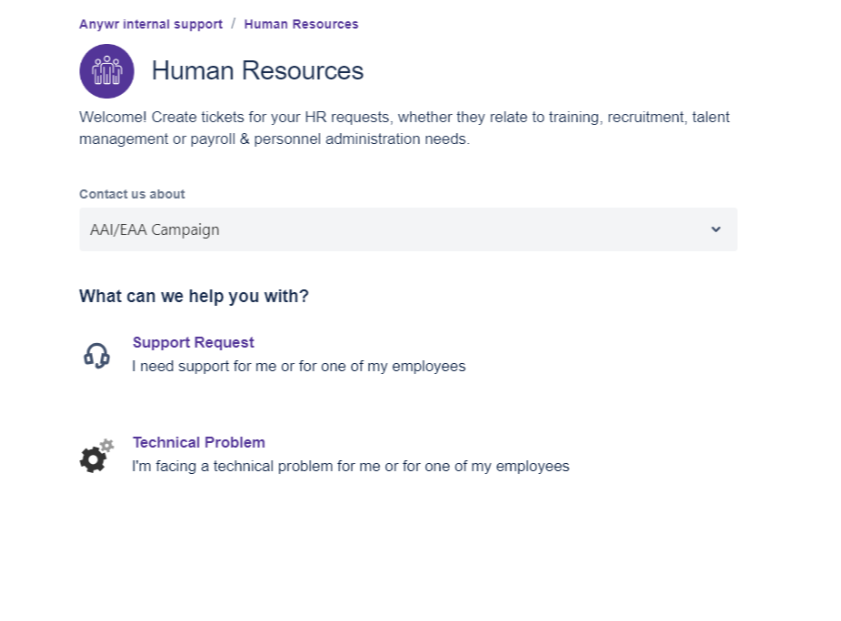 Anywr internal support / Human Resources
Human Resources
Welcome! Create tickets for your HR requests, whether they relate to training, recruitment, talent
management or payroll & personnel administration needs.
Contact us about
AAI/EAA Campaign
What can we help you with?
Support Request
I need support for me or for one of my employees
Technical Problem
I'm facing a technical problem for me or for one of my employees